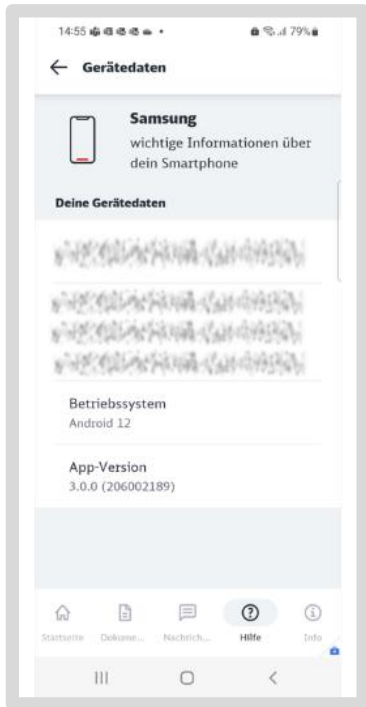 14:55
79%
Gerätedaten
Samsung
wichtige Informationen über
dein Smartphone
Deine Gerätedaten
Betriebssystem
Android 12
App-Version
3.0.0 (206002189)
Startseite Dokume... Nachrich... Hilfe Info